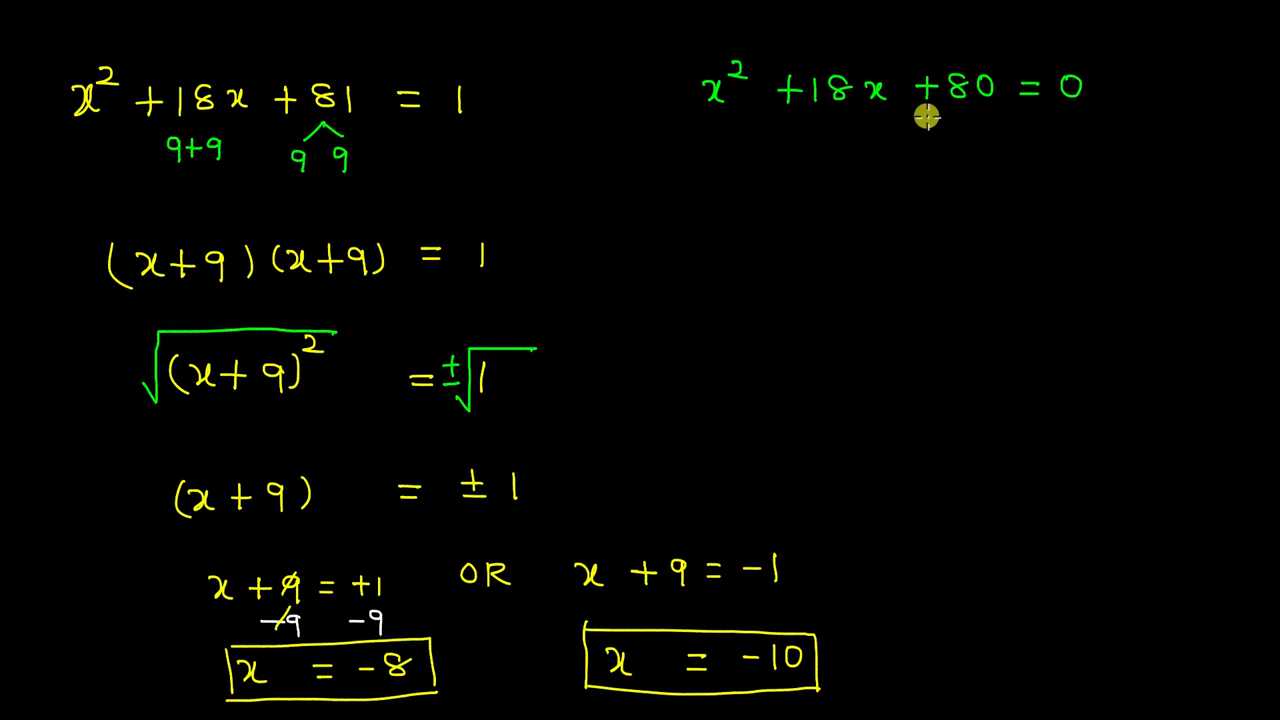 x² + 18x + 81 = 1
9+9 9 9
x² + 18x + 80 = 0
(x+9)(x+9) = 1
√(x+9)² = ±√1
(x+9) = ± 1
x + 9 = +1 OR x + 9 = -1
-9 -9
x = -8
x = -10